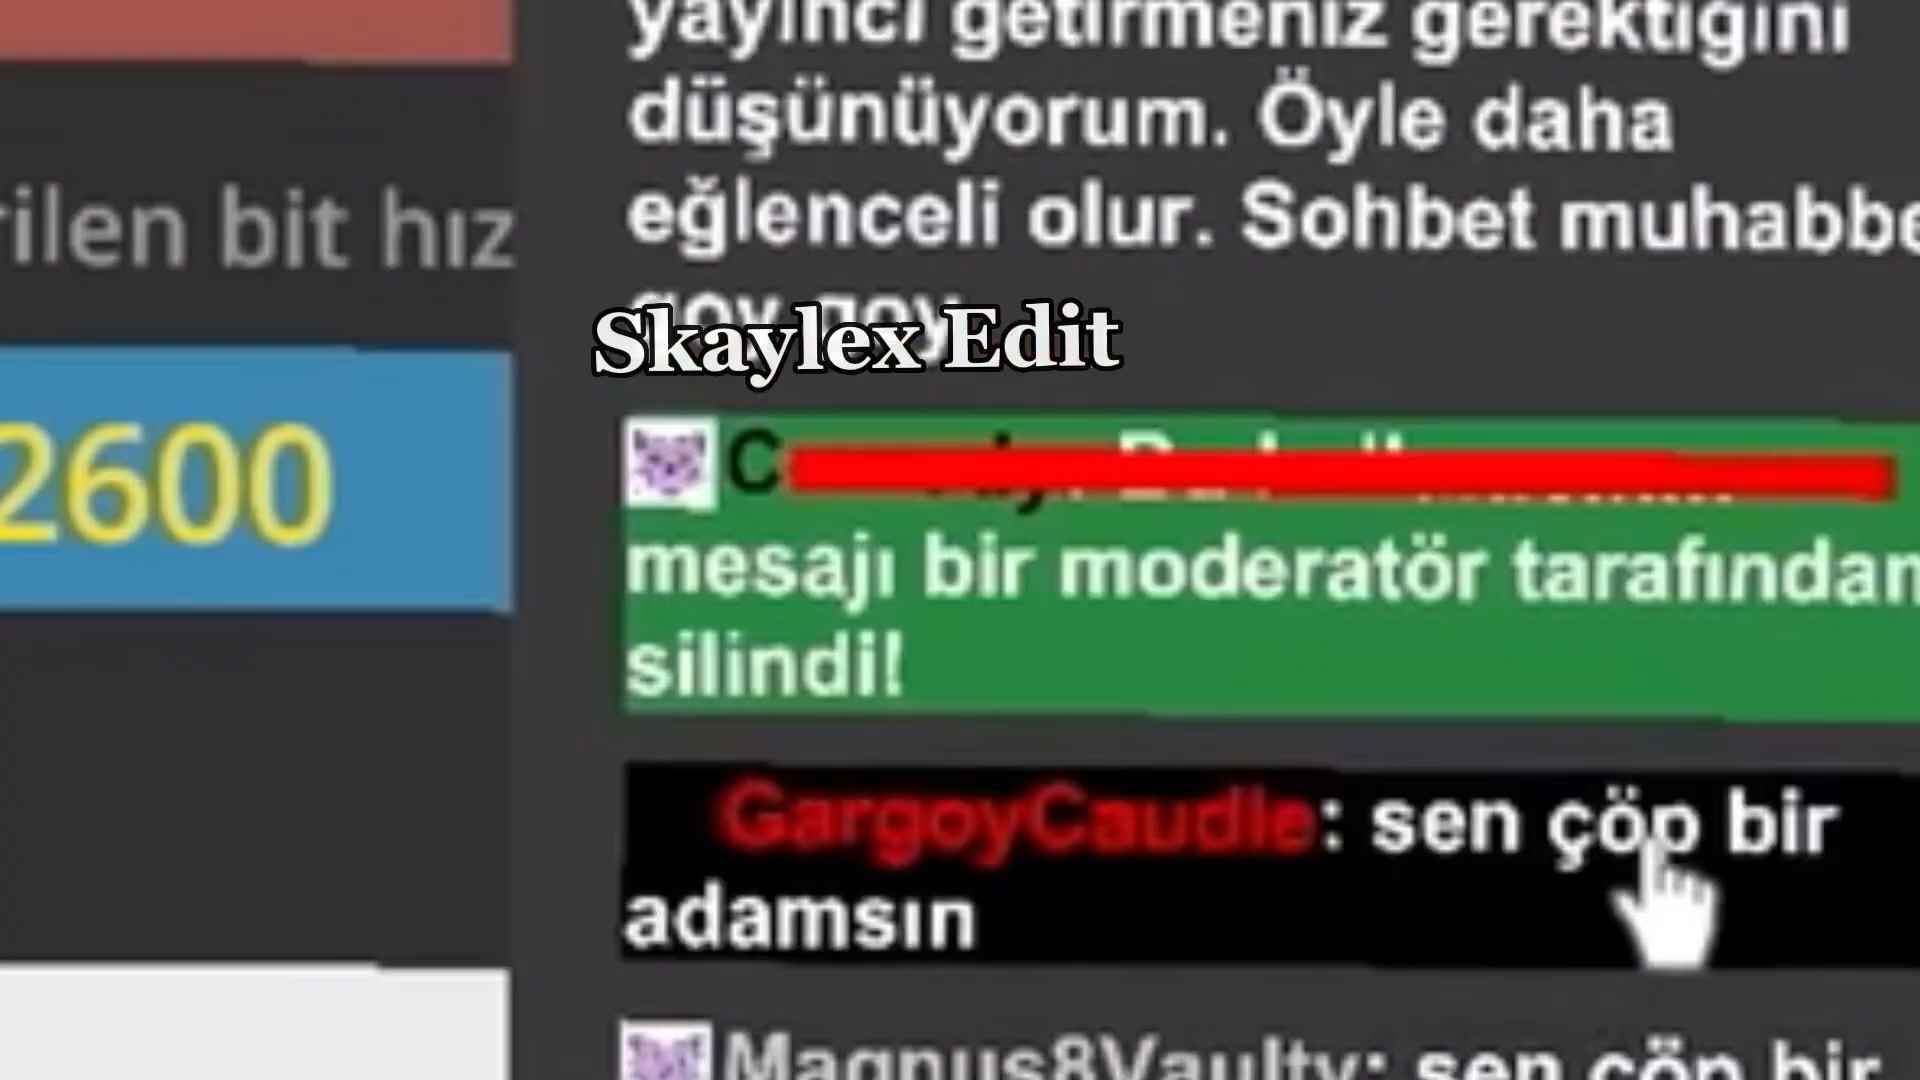 yayıncı getirmeniz gerektiğini
düşünüyorum. Öyle daha
eğlenceli olur. Sohbet
rilen bit hız
Skaylex Edit
2600
mesajı bir moderatör tarafından
silindi!
GargoyCaudle: sen çöp bir
adamsın
Magnus8Vaulty: sen çöp bir